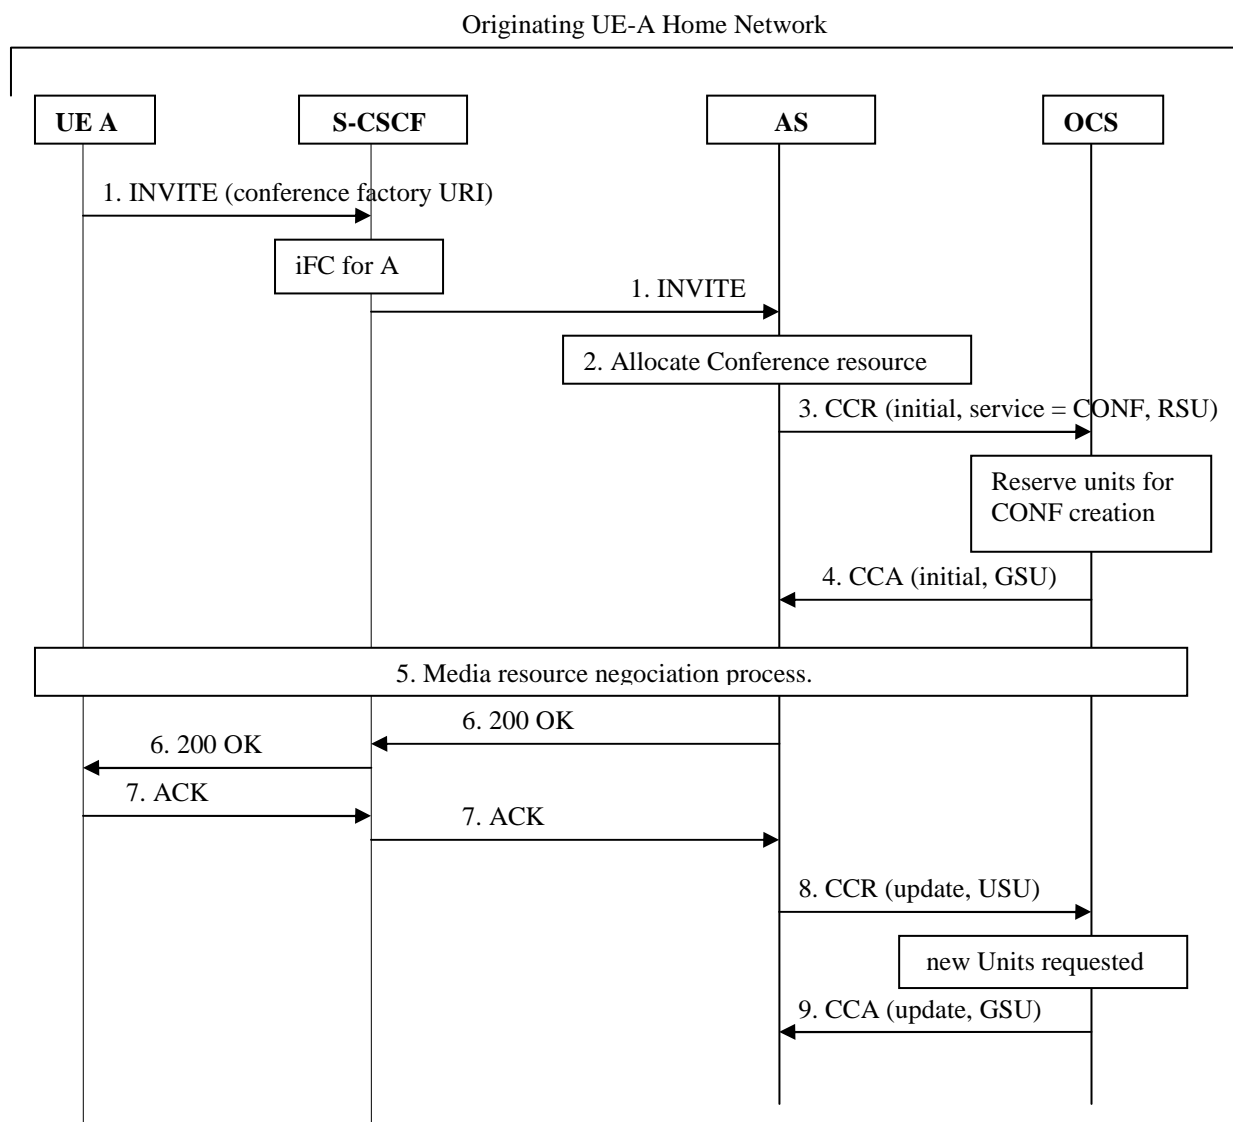 Originating UE-A Home Network
UE A
S-CSCF
AS
OCS
1. INVITE (conference factory URI)
iFC for A
1. INVITE
2. Allocate Conference resource
3. CCR (initial, service = CONF, RSU)
Reserve units for
CONF creation
4. CCA (initial, GSU)
5. Media resource negociation process.
6. 200 OK
6. 200 OK
7. ACK
7. ACK
8. CCR (update, USU)
new Units requested
9. CCA (update, GSU)